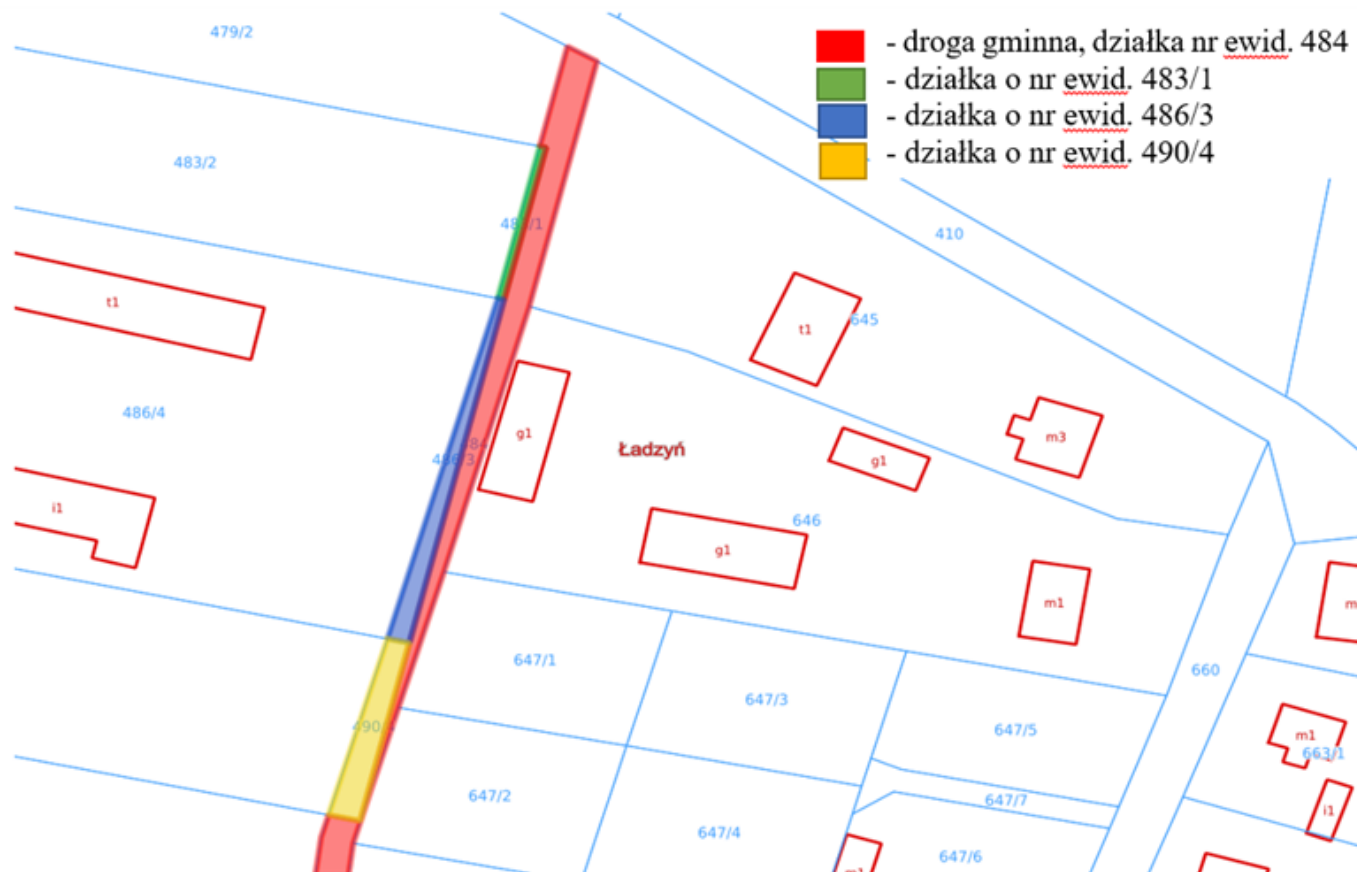 479/2
- droga gminna, działka nr ewid. 484
- działka o nr ewid. 483/1
- działka o nr ewid. 486/3
- działka o nr ewid. 490/4
483/2
410
t1
t1
645
486/4
g1
Ładzyń
g1
m3
486/3
i1
646
g1
m1
m
647/1
647/3
660
647/5
m1
663/1
647/2
647/7
i1
647/4
647/6
m1